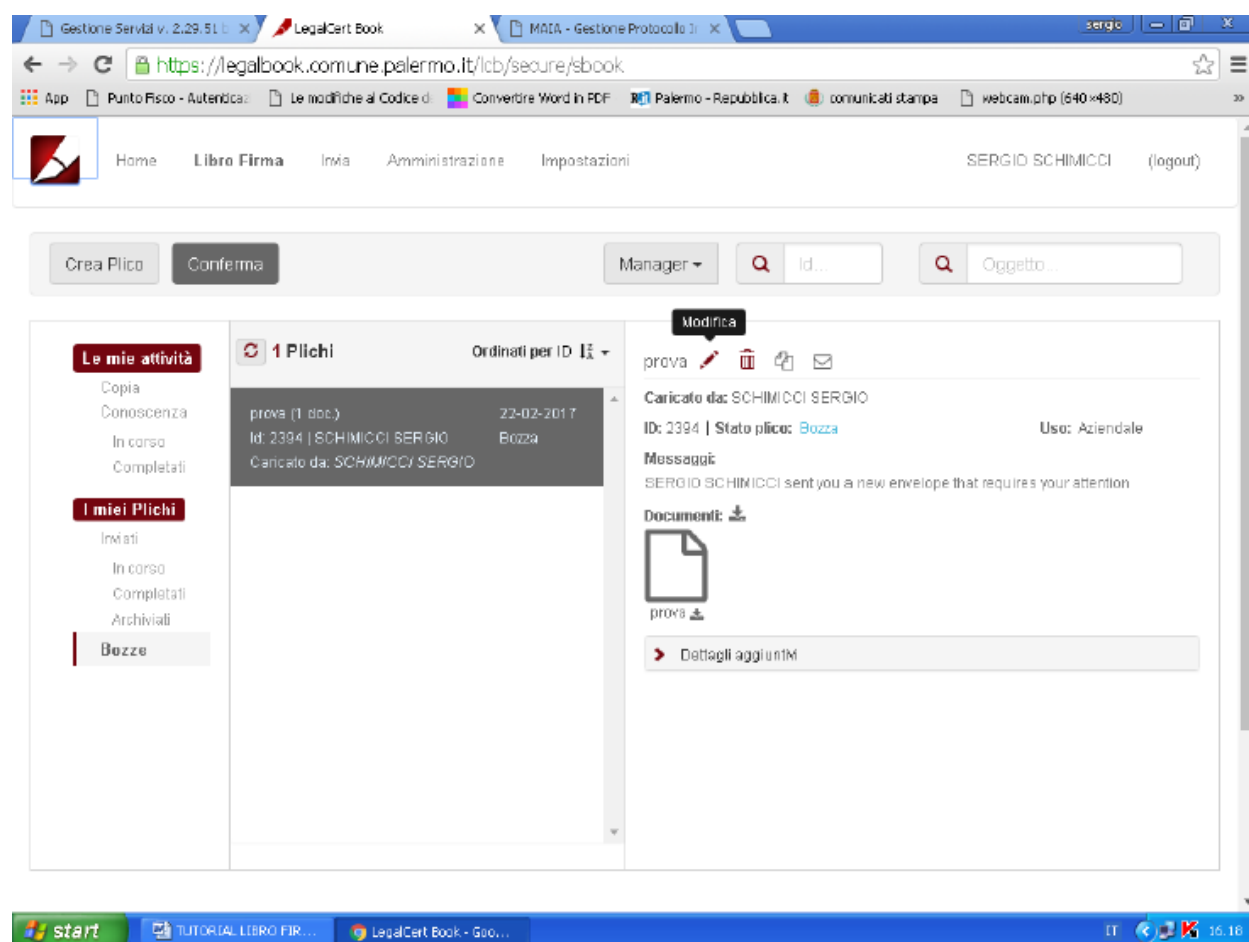 Gestione Servizi v. 2.29.51
LegalCert Book
MAIA - Gestione Protocollo
sergio
https://legalbook.comune.palermo.it/lcb/secure/sbook
App
Punto Fisco - Autentica
Le modifiche al Codice d
Convertire Word in PDF
Palermo - Repubblica.it
comunicati stampa
webcam.php (640×480)
Home
Libro Firma
Invia
Amministrazione
Impostazioni
SERGIO SCHIMICCI
(logout)
Crea Plico
Conferma
Manager
Id...
Oggetto...
Le mie attività
Copia
Conoscenza
In corso
Completati
I miei Plichi
Inviati
In corso
Completati
Archiviati
Bozze
1 Plichi
Ordinati per ID
prova (1 doc.)
22-02-2017
Id: 2394 | SCHIMICCI SERGIO
Bozza
Caricato da: SCHIMICCI SERGIO
Modifica
prova
Caricato da: SCHIMICCI SERGIO
ID: 2394 | Stato plico: Bozza
Uso: Aziendale
Messaggi:
SERGIO SCHIMICCI sent you a new envelope that requires your attention
Documenti:
prova
Dettagli aggiuntivi
start
TUTORIAL LIBRO FIR...
LegalCert Book - Goo...
IT
16.18